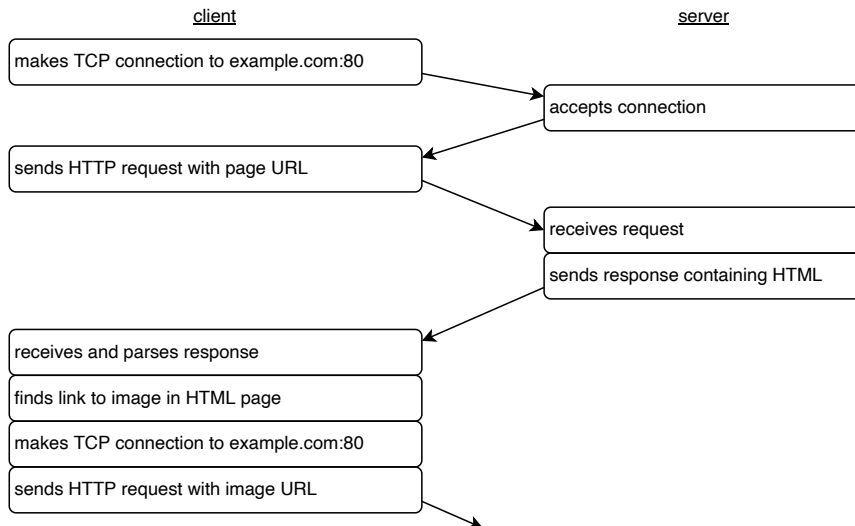 client
server
makes TCP connection to example.com:80
accepts connection
sends HTTP request with page URL
receives request
sends response containing HTML
receives and parses response
finds link to image in HTML page
makes TCP connection to example.com:80
sends HTTP request with image URL